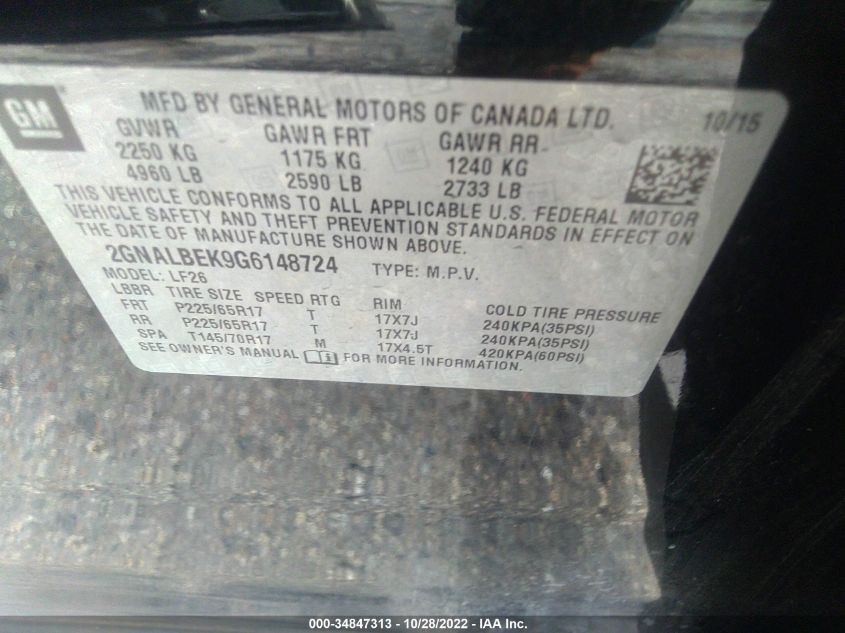 GM
MFD BY GENERAL MOTORS OF CANADA LTD. 10/15
GVWR GAWR FRT GAWR RR
2250 KG 1175 KG 1240 KG
4960 LB 2590 LB 2733 LB
THIS VEHICLE CONFORMS TO ALL APPLICABLE U.S. FEDERAL MOTOR
VEHICLE SAFETY AND THEFT PREVENTION STANDARDS IN EFFECT ON
THE DATE OF MANUFACTURE SHOWN ABOVE.
2GNALBEK9G6148724 TYPE: M.P.V.
MODEL: LF26
LBBR TIRE SIZE SPEED RTG RIM COLD TIRE PRESSURE
FRT P225/65R17 T 17X7J 240KPA(35PSI)
RR P225/65R17 T 17X7J 240KPA(35PSI)
SPA T145/70R17 M 17X4.5T 420KPA(60PSI)
SEE OWNER'S MANUAL FOR MORE INFORMATION.
000-34847313 - 10/28/2022 - IAA Inc.